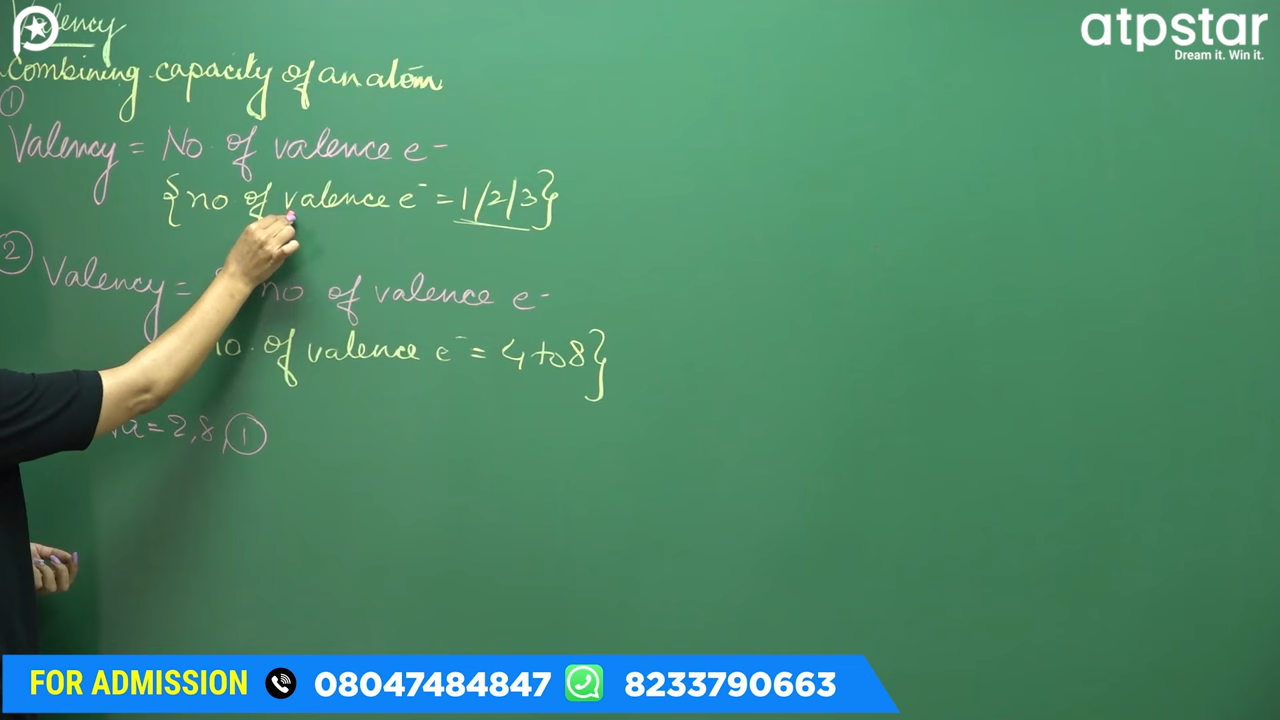 Valency
atpstar
Dream it. Win it.
Combining capacity of an atom
①
Valency = No. of valence e-
{no of valence e- = 1/2/3}
②
Valency = no. of valence e-
of valence e- = 4 to 8}
= 2,8, 1
FOR ADMISSION 08047484847 8233790663